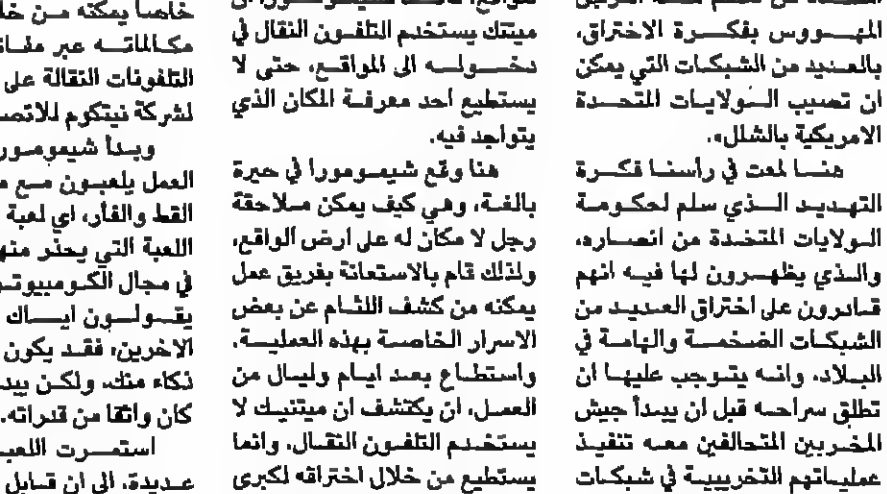 المهووس بفكرة الاختراق،
بالعديد من الشبكات التي يمكن
ان تصيب الولايات المتحدة
الامريكية بالشلل».
هنا لمعت في رأسنا فكرة
التهديد الذي سلم لحكومة
الولايات المتحدة من انصاره،
والذي يظهرون لها فيه انهم
قادرون على اختراق العديد من
الشبكات الضخمة والهامة في
البلاد، وانه يتوجب عليها ان
تطلق سراحه قبل ان يبدأ جيش
المخربين المتحالفين معه تنفيذ
عملياتهم التخريبية في شبكات
ميتنك يستخدم التلفون النقال في
دخوله الى المواقع، حتى لا
يستطيع احد معرفة المكان الذي
يتواجد فيه.
هنا وقع شيمومورا في حيرة
بالغة، وهي كيف يمكن ملاحقة
رجل لا مكان له على ارض الواقع،
ولذلك قام بالاستعانة بفريق عمل
يمكنه من كشف اللثام عن بعض
الاسرار الخاصة بهذه العملية.
واستطاع بعد ايام وليال من
العمل، ان يكتشف ان ميتنيك لا
يستخدم التلفون النقال، وانما
يستطيع من خلال اختراقه لكبرى
خاصا يمكنه من
مكالماته عبر
التلفونات النقالة على
لشركة نيتكوم
وبدأ
العمل يلعبون مع
القط والفأر، اي لعبة
اللعبة التي يحذر
في مجال
يقولون اياك
الاخرين، فقد يكون
ذكاء منك، ولكن
كان واثقا من قدراته.
استمرت
عديدة، الى ان قابل